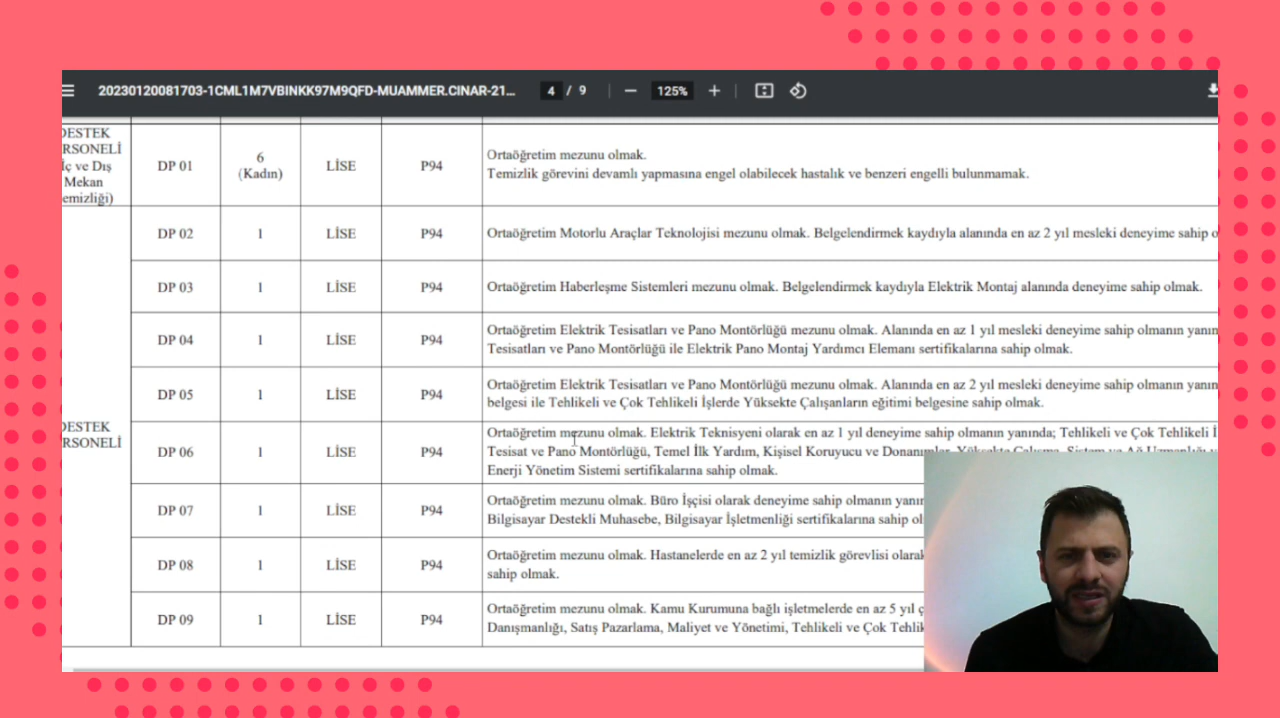 20230120081703-1CML1M7VBINKK97M9QFD-MUAMMER.CINAR-21... 4 / 9 125%
DESTEK
RSONELİ
İç ve Dış
Mekan
emizliği)
DP 01
6
(Kadın)
LİSE
P94
Ortaöğretim mezunu olmak.
Temizlik görevini devamlı yapmasına engel olabilecek hastalık ve benzeri engelli bulunmamak.
DESTEK
RSONELİ
DP 02
1
LİSE
P94
Ortaöğretim Motorlu Araçlar Teknolojisi mezunu olmak. Belgelendirmek kaydıyla alanında en az 2 yıl mesleki deneyime sahip o
DP 03
1
LİSE
P94
Ortaöğretim Haberleşme Sistemleri mezunu olmak. Belgelendirmek kaydıyla Elektrik Montaj alanında deneyime sahip olmak.
DP 04
1
LİSE
P94
Ortaöğretim Elektrik Tesisatları ve Pano Montörlüğü mezunu olmak. Alanında en az 1 yıl mesleki deneyime sahip olmanın yanın
Tesisatları ve Pano Montörlüğü ile Elektrik Pano Montaj Yardımcı Elemanı sertifikalarına sahip olmak.
DP 05
1
LİSE
P94
Ortaöğretim Elektrik Tesisatları ve Pano Montörlüğü mezunu olmak. Alanında en az 2 yıl mesleki deneyime sahip olmanın yanın
belgesi ile Tehlikeli ve Çok Tehlikeli İşlerde Yüksekte Çalışanların eğitimi belgesine sahip olmak.
DP 06
1
LİSE
P94
Ortaöğretim mezunu olmak. Elektrik Teknisyeni olarak en az 1 yıl deneyime sahip olmanın yanında; Tehlikeli ve Çok Tehlikeli İ
Tesisat ve Pano Montörlüğü, Temel İlk Yardım, Kişisel Koruyucu ve Donanımlar, Yüksekte Çalışma, Sistem ve Ağ Uzmanlığı
Enerji Yönetim Sistemi sertifikalarına sahip olmak.
DP 07
1
LİSE
P94
Ortaöğretim mezunu olmak. Büro İşçisi olarak deneyime sahip olmanın yanın
Bilgisayar Destekli Muhasebe, Bilgisayar İşletmenliği sertifikalarına sahip ol
DP 08
1
LİSE
P94
Ortaöğretim mezunu olmak. Hastanelerde en az 2 yıl temizlik görevlisi olarak
sahip olmak.
DP 09
1
LİSE
P94
Ortaöğretim mezunu olmak. Kamu Kurumuna bağlı işletmelerde en az 5 yıl ç
Danışmanlığı, Satış Pazarlama, Maliyet ve Yönetimi, Tehlikeli ve Çok Tehlik